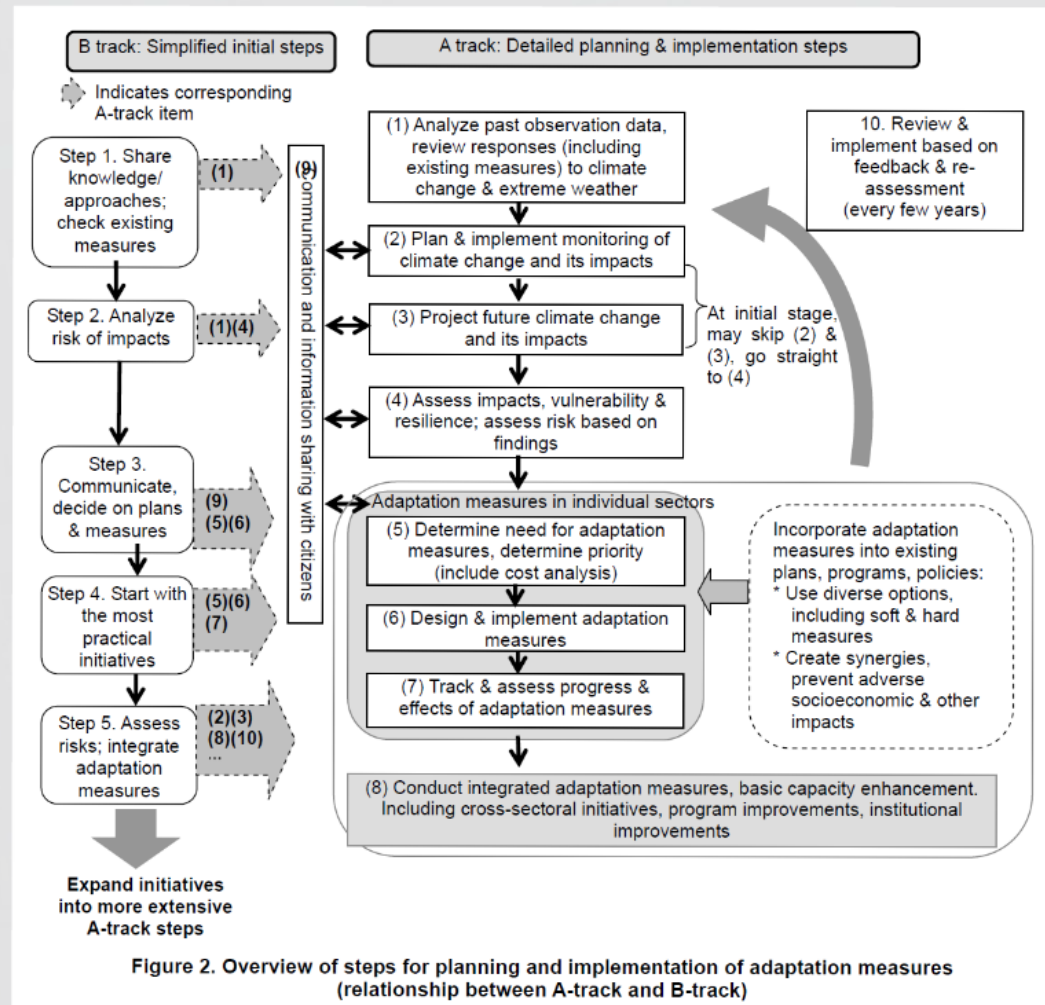 B track: Simplified initial steps
A track: Detailed planning & implementation steps
Indicates corresponding
A-track item
Step 1. Share
knowledge/
approaches;
check existing
measures
(1)
Step 2. Analyze
risk of impacts
(1)(4)
Step 3.
Communicate,
decide on plans
& measures
(9)
(5)(6)
Step 4. Start with
the most
practical
initiatives
(5)(6)
(7)
Step 5. Assess
risks; integrate
adaptation
measures
(2)(3)
(8)(10)
...
Expand initiatives
into more extensive
A-track steps
(9)
Communication and information sharing with citizens
(1) Analyze past observation data,
review responses (including
existing measures) to climate
change & extreme weather
(2) Plan & implement monitoring of
climate change and its impacts
(3) Project future climate change
and its impacts
At initial stage,
may skip (2) &
(3), go straight
to (4)
(4) Assess impacts, vulnerability &
resilience; assess risk based on
findings
Adaptation measures in individual sectors
(5) Determine need for adaptation
measures, determine priority
(include cost analysis)
(6) Design & implement adaptation
measures
(7) Track & assess progress &
effects of adaptation measures
(8) Conduct integrated adaptation measures, basic capacity enhancement.
Including cross-sectoral initiatives, program improvements, institutional
improvements
10. Review &
implement based on
feedback & re-
assessment
(every few years)
Incorporate adaptation
measures into existing
plans, programs, policies:
* Use diverse options,
including soft & hard
measures
* Create synergies,
prevent adverse
socioeconomic & other
impacts
Figure 2. Overview of steps for planning and implementation of adaptation measures
(relationship between A-track and B-track)